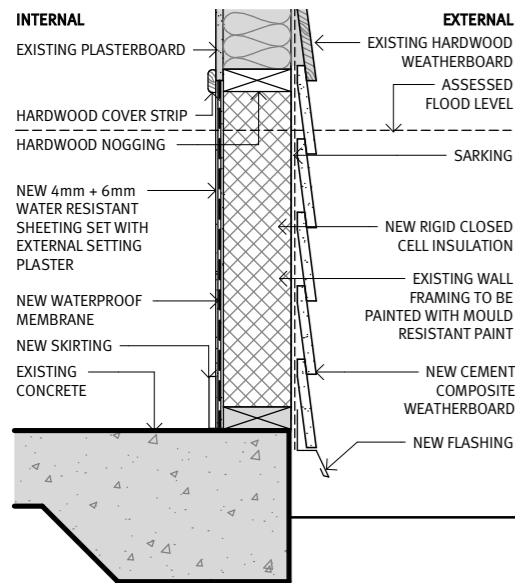 INTERNAL
EXISTING PLASTERBOARD
HARDWOOD COVER STRIP
HARDWOOD NOGGING
NEW 4mm + 6mm
WATER RESISTANT
SHEETING SET WITH
EXTERNAL SETTING
PLASTER
NEW WATERPROOF
MEMBRANE
NEW SKIRTING
EXISTING
CONCRETE
EXTERNAL
EXISTING HARDWOOD
WEATHERBOARD
ASSESSED
FLOOD LEVEL
SARKING
NEW RIGID CLOSED
CELL INSULATION
EXISTING WALL
FRAMING TO BE
PAINTED WITH MOULD
RESISTANT PAINT
NEW CEMENT
COMPOSITE
WEATHERBOARD
NEW FLASHING